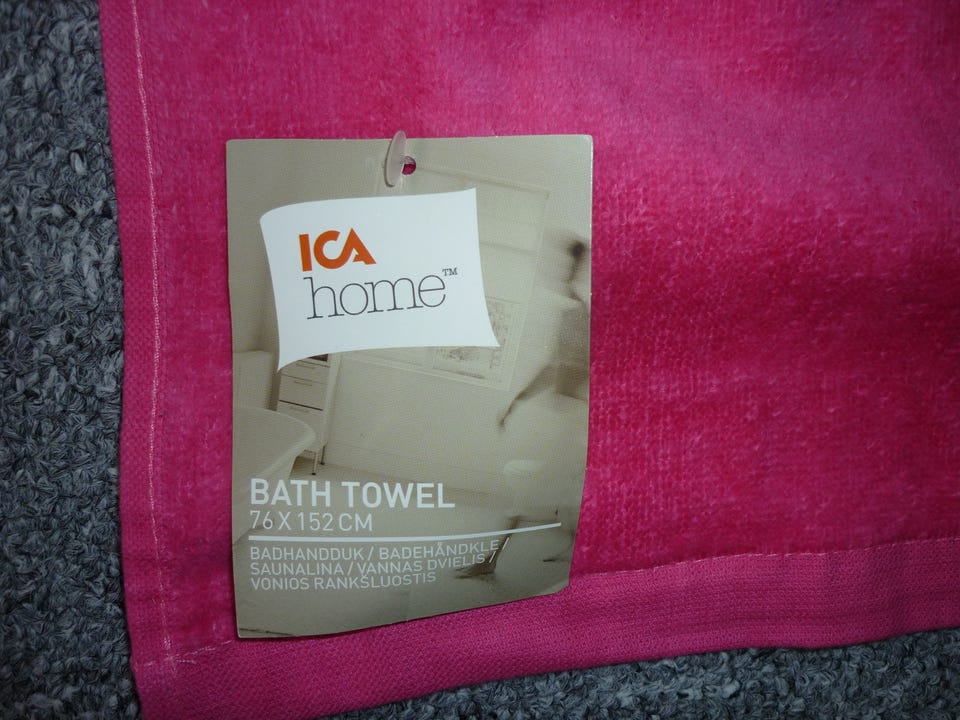 ICA
home™
BATH TOWEL
76 X 152 CM
BADHANDDUK / BADEHÅNDKLE
SAUNALINA / VANNAS DVIELIS /
VONIOS RANKŠLUOSTIS